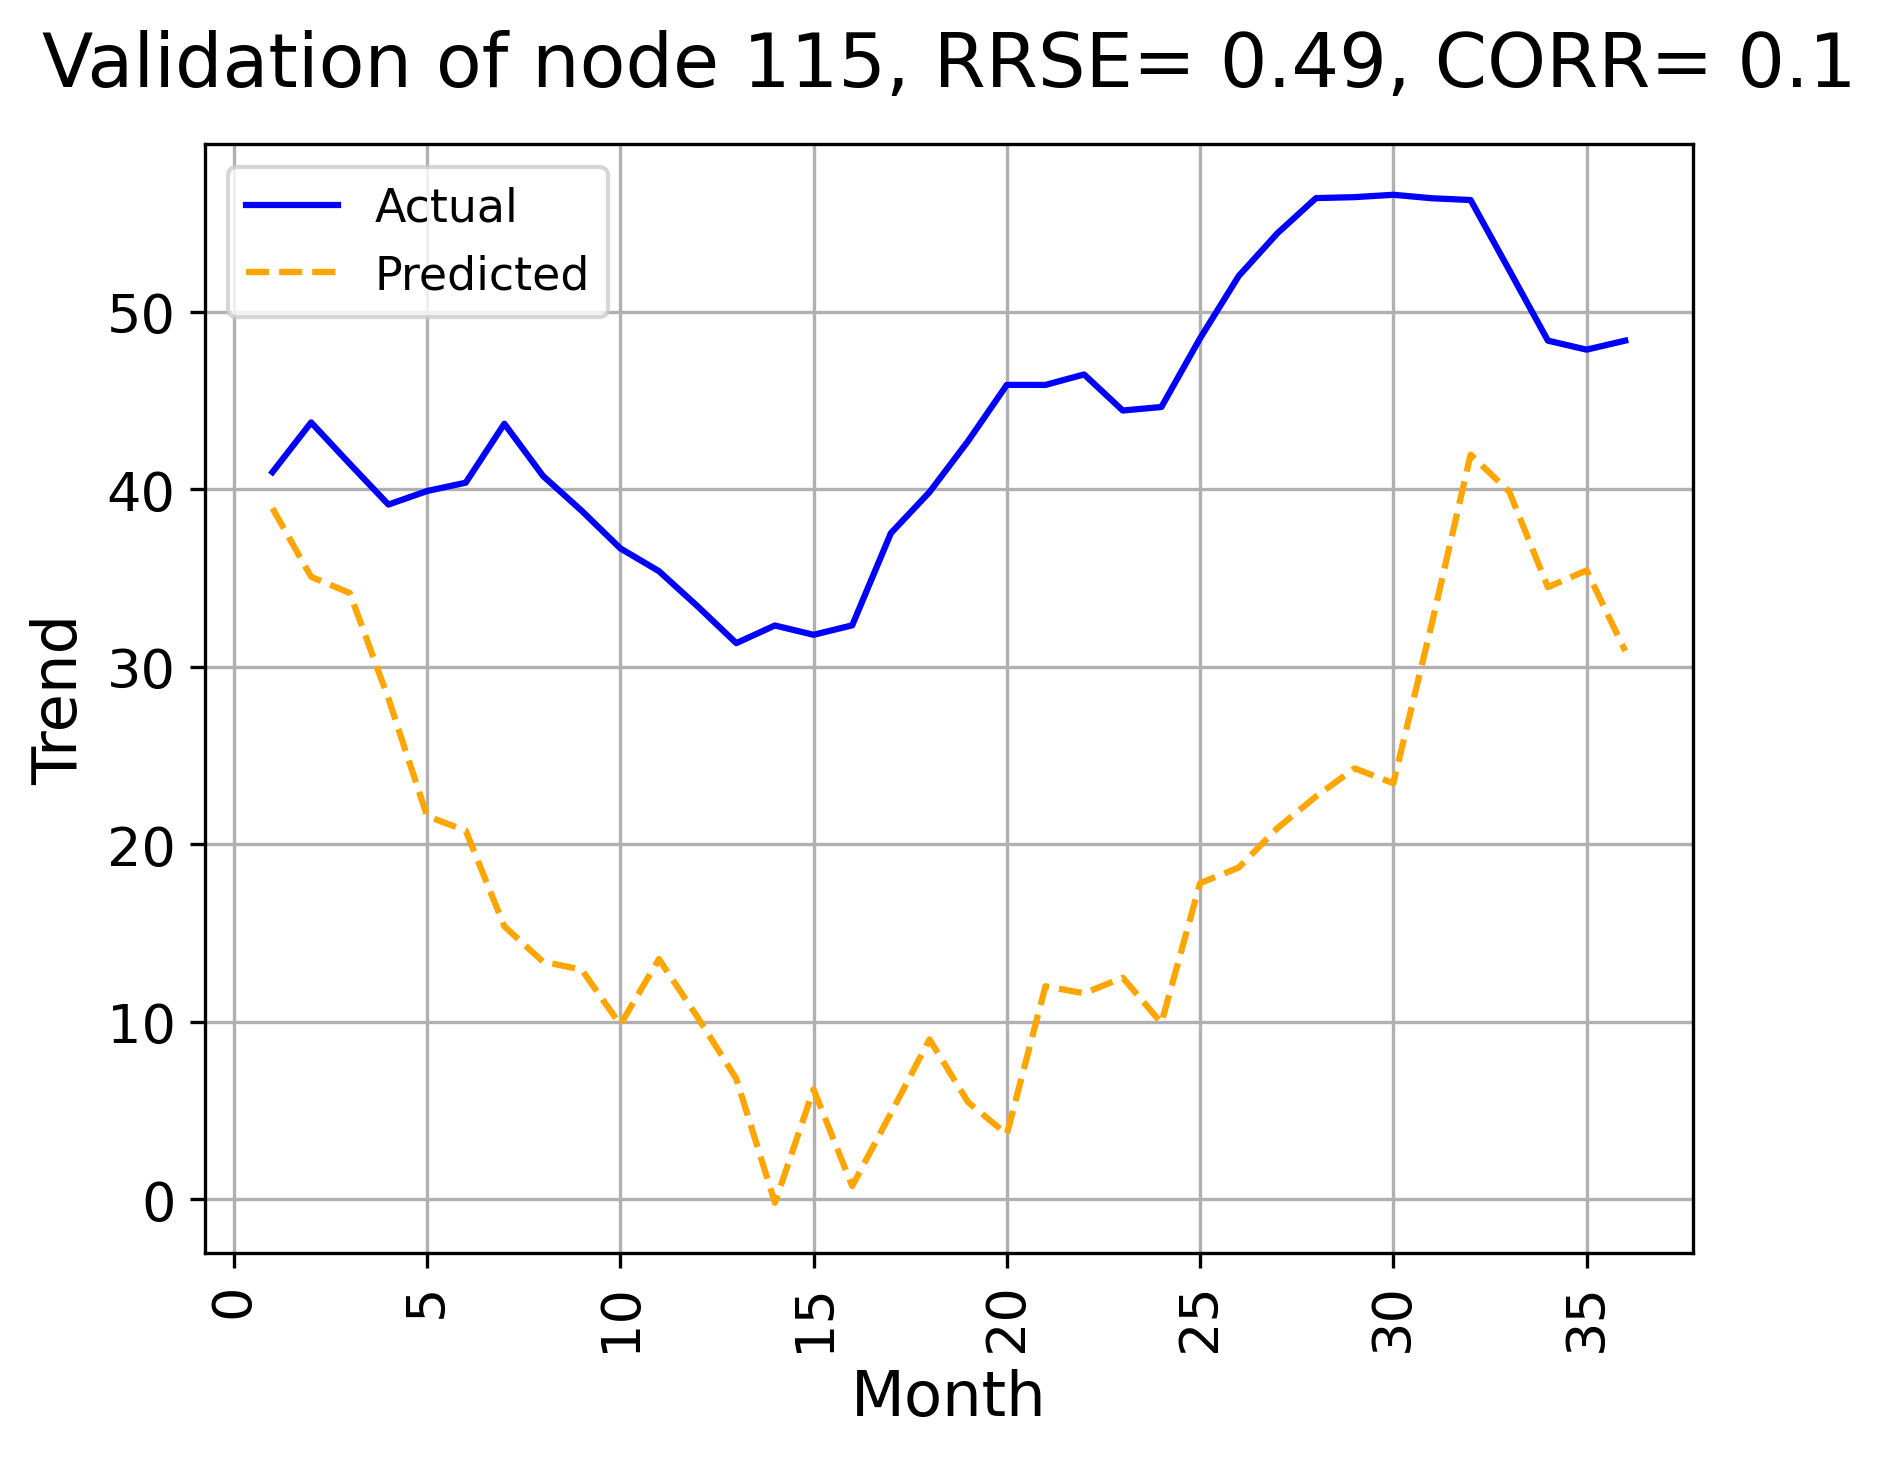 Validation of node 115, RRSE= 0.49, CORR= 0.1
Actual
Predicted
Trend
50
40
30
20
10
0
0 5 10 15 20 25 30 35
Month